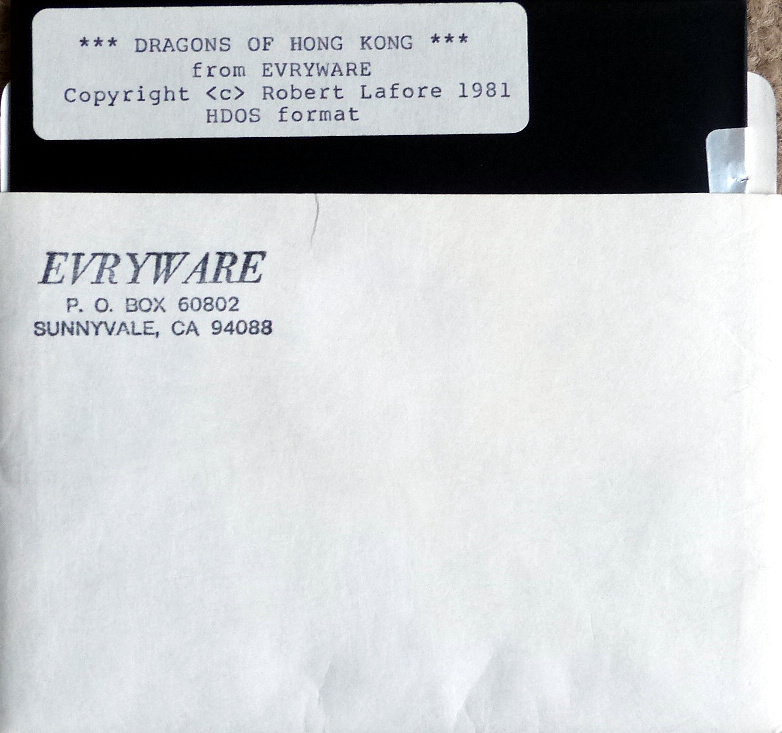 *** DRAGONS OF HONG KONG ***
from EVRYWARE
Copyright <c> Robert Lafore 1981
HDOS format
EVRYWARE
P. O. BOX 60802
SUNNYVALE, CA 94088